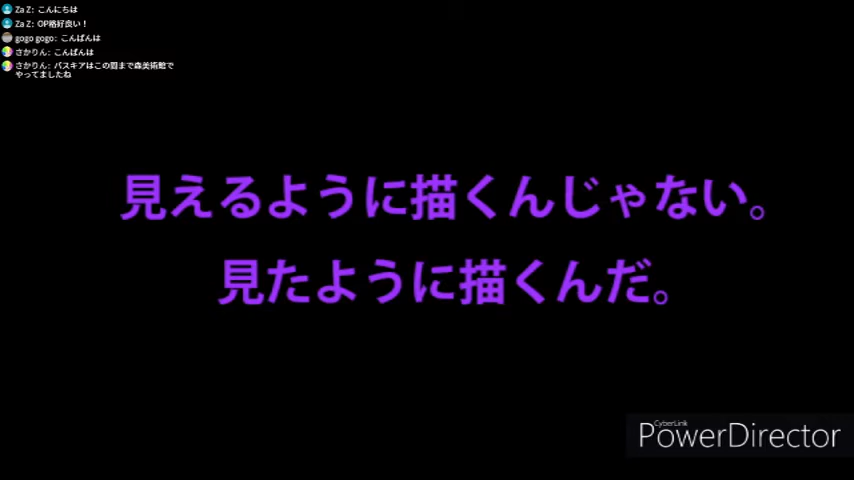 Za Z: こんにちは
Za Z: OP格好良い！
gogo gogo: こんばんは
さかりん: こんばんは
さかりん: バスキアはこの間まで森美術館で
やってましたね
見えるように描くんじゃない。
見たように描くんだ。
CyberLink
PowerDirector